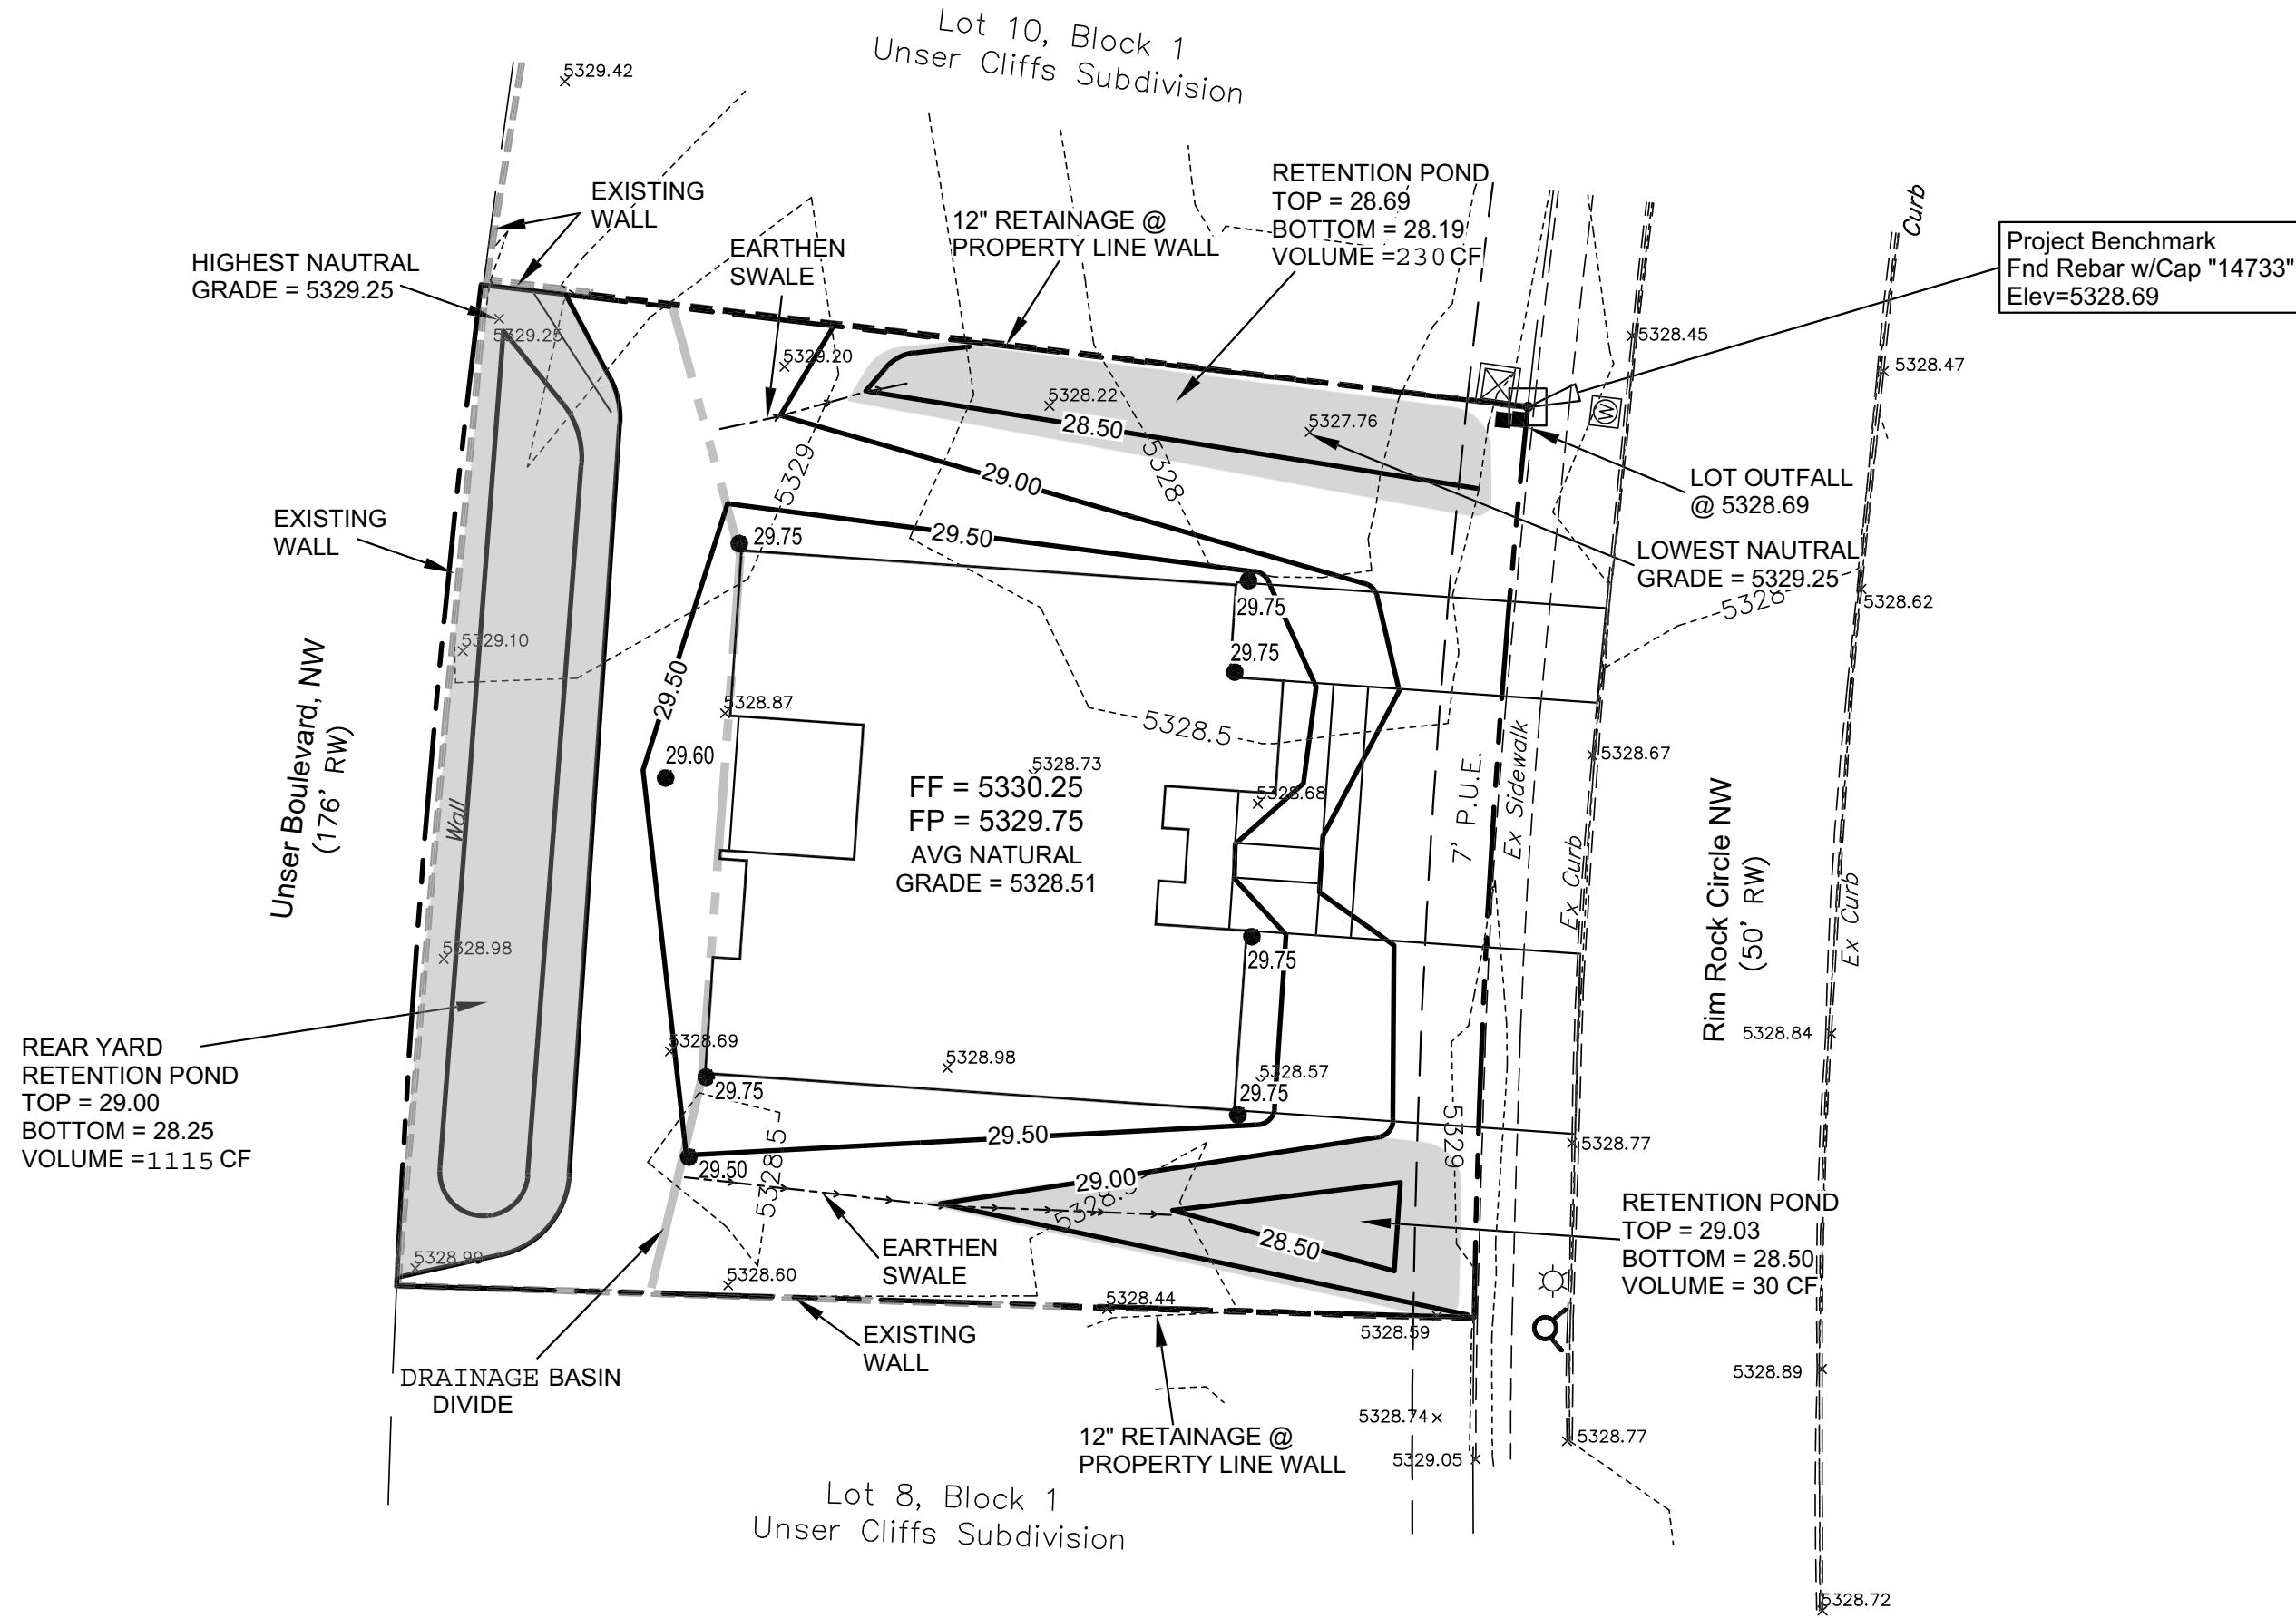 Lot 10, Block 1
Unser Cliffs Subdivision
5329.42
EXISTING
WALL
EARTHEN
SWALE
12" RETAINAGE @
PROPERTY LINE WALL
RETENTION POND
TOP = 28.69
BOTTOM = 28.19
VOLUME =230 CF
Curb
Project Benchmark
Fnd Rebar w/Cap "14733"
Elev=5328.69
HIGHEST NAUTRAL
GRADE = 5329.25
5329.25
5329.20
5328.22
28.50
5327.76
5328.45
5328.47
LOT OUTFALL
@ 5328.69
LOWEST NAUTRAL
GRADE = 5329.25
5328
5328.62
5329
29.00
5328
29.50
29.75
29.75
29.75
EXISTING
WALL
5329.10
29.50
5328.87
29.60
5328.5
5328.73
FF = 5330.25
FP = 5329.75
AVG NATURAL
GRADE = 5328.51
5328.68
7' P.U.E.
Ex Sidewalk
Ex Curb
5328.67
Rim Rock Circle NW
(50' RW)
Ex Curb
Unser Boulevard, NW
(176' RW)
Wall
5328.98
29.75
5328.84
REAR YARD
RETENTION POND
TOP = 29.00
BOTTOM = 28.25
VOLUME =1115 CF
5328.69
29.75
5328.98
5328.57
29.75
29.50
29.50
5328.5
29.00
5328.5
28.50
5329
5328.77
RETENTION POND
TOP = 29.03
BOTTOM = 28.50
VOLUME = 30 CF
5328.99
5328.60
EARTHEN
SWALE
EXISTING
WALL
5328.44
5328.59
DRAINAGE BASIN
DIVIDE
12" RETAINAGE @
PROPERTY LINE WALL
5328.74
5329.05
5328.77
5328.89
5328.72
Lot 8, Block 1
Unser Cliffs Subdivision